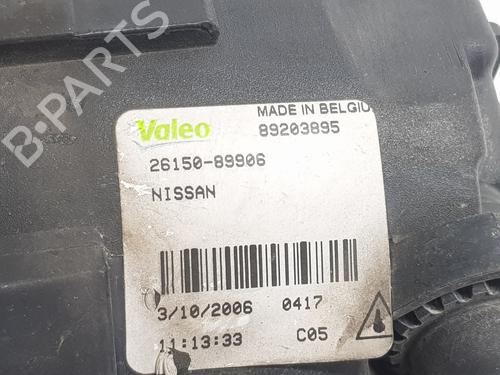 B-PARTS
MADE IN BELGIU
Valeo 89203895
26150-89906
NISSAN
3/10/2006 0417
11:13:33 C05